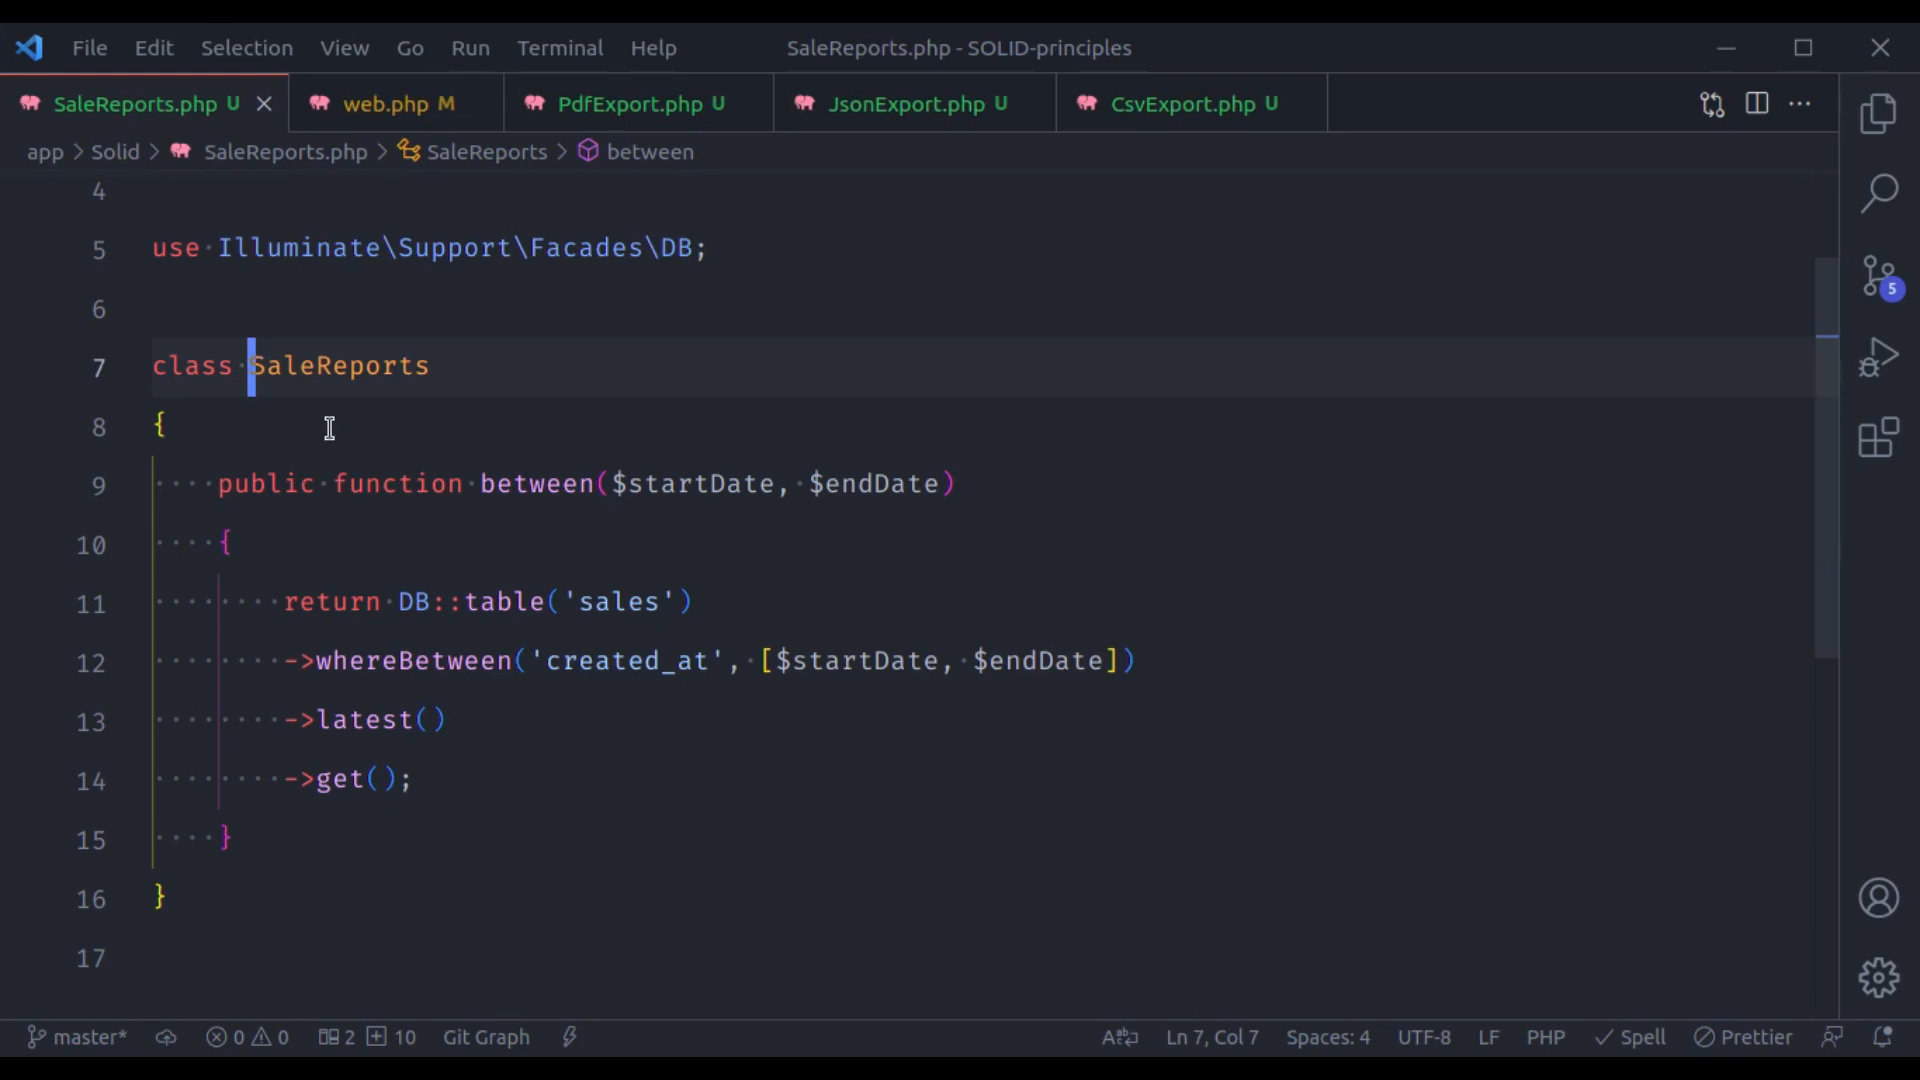 File Edit Selection View Go Run Terminal Help SaleReports.php - SOLID-principles
SaleReports.php U web.php M PdfExport.php U JsonExport.php U CsvExport.php U
app > Solid > SaleReports.php > SaleReports > between
4
5 use Illuminate\Support\Facades\DB;
6
7 class SaleReports
8 {
9 public function between($startDate, $endDate)
10 {
11 return DB::table('sales')
12 ->whereBetween('created_at', [$startDate, $endDate])
13 ->latest()
14 ->get();
15 }
16 }
17
5
master* 0 0 2 10 Git Graph Ln 7, Col 7 Spaces: 4 UTF-8 LF PHP Spell Prettier